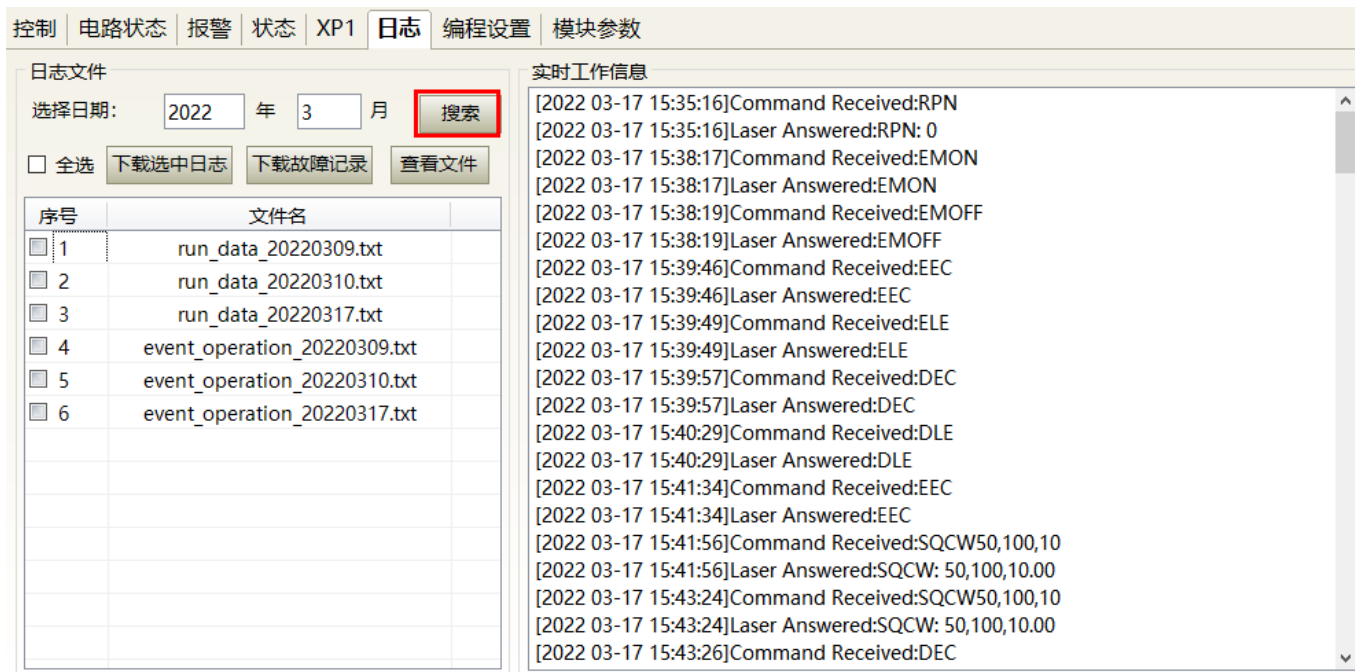 控制 电路状态 报警 状态 XP1 日志 编程设置 模块参数
日志文件
选择日期: 2022 年 3 月 搜索
全选 下载选中日志 下载故障记录 查看文件
序号 文件名
1 run_data_20220309.txt
2 run_data_20220310.txt
3 run_data_20220317.txt
4 event_operation_20220309.txt
5 event_operation_20220310.txt
6 event_operation_20220317.txt
实时工作信息
[2022 03-17 15:35:16]Command Received:RPN
[2022 03-17 15:35:16]Laser Answered:RPN: 0
[2022 03-17 15:38:17]Command Received:EMON
[2022 03-17 15:38:17]Laser Answered:EMON
[2022 03-17 15:38:19]Command Received:EMOFF
[2022 03-17 15:38:19]Laser Answered:EMOFF
[2022 03-17 15:39:46]Command Received:EEC
[2022 03-17 15:39:46]Laser Answered:EEC
[2022 03-17 15:39:49]Command Received:ELE
[2022 03-17 15:39:49]Laser Answered:ELE
[2022 03-17 15:39:57]Command Received:DEC
[2022 03-17 15:39:57]Laser Answered:DEC
[2022 03-17 15:40:29]Command Received:DLE
[2022 03-17 15:40:29]Laser Answered:DLE
[2022 03-17 15:41:34]Command Received:EEC
[2022 03-17 15:41:34]Laser Answered:EEC
[2022 03-17 15:41:56]Command Received:SQCW50,100,10
[2022 03-17 15:41:56]Laser Answered:SQCW: 50,100,10.00
[2022 03-17 15:43:24]Command Received:SQCW50,100,10
[2022 03-17 15:43:24]Laser Answered:SQCW: 50,100,10.00
[2022 03-17 15:43:26]Command Received:DEC